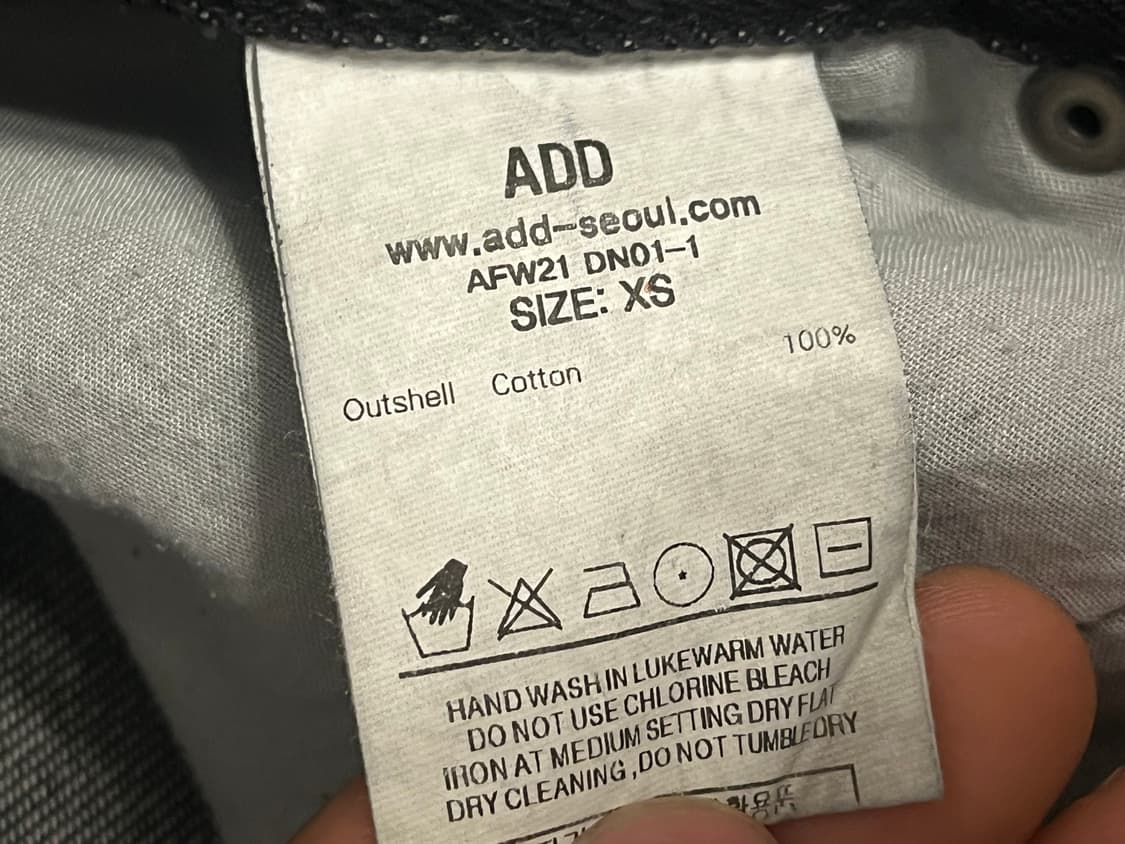 ADD
www.add-seoul.com
AFW21 DN01-1
SIZE: XS
Outshell Cotton 100%
HAND WASH IN LUKEWARM WATER
DO NOT USE CHLORINE BLEACH
IRON AT MEDIUM SETTING DRY FLAT
DRY CLEANING, DO NOT TUMBLE DRY